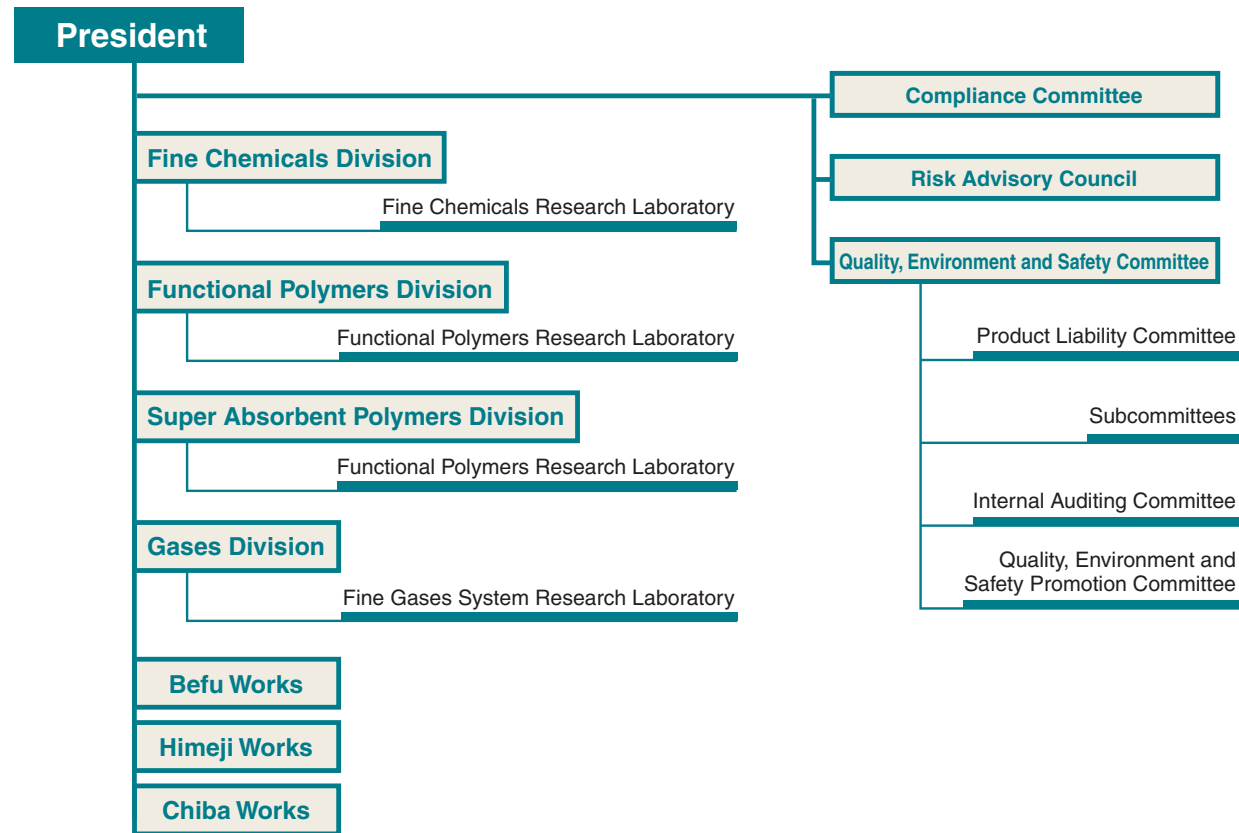 President
Compliance Committee
Fine Chemicals Division
Risk Advisory Council
Fine Chemicals Research Laboratory
Quality, Environment and Safety Committee
Functional Polymers Division
Functional Polymers Research Laboratory
Product Liability Committee
Super Absorbent Polymers Division
Subcommittees
Functional Polymers Research Laboratory
Internal Auditing Committee
Gases Division
Quality, Environment and
Safety Promotion Committee
Fine Gases System Research Laboratory
Befu Works
Himeji Works
Chiba Works